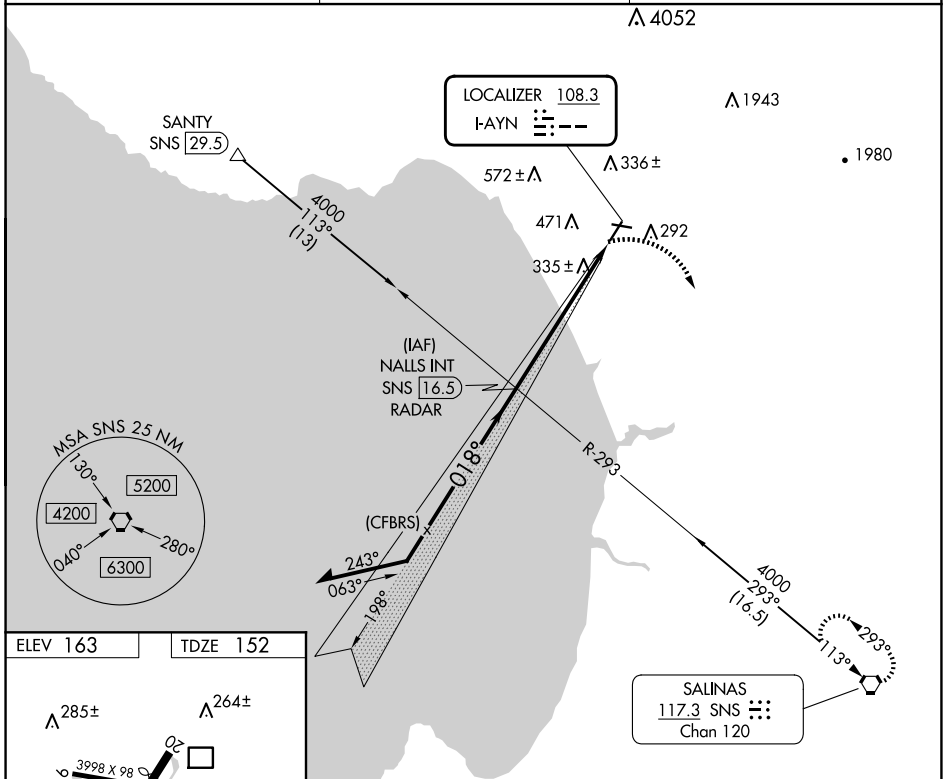 4052
LOCALIZER 108.3
I-AYN
1943
SANTY
SNS 29.5
572 ±
336 ±
1980
4000
113°
(13)
471
292
335 ±
(IAF)
NALLS INT
SNS 16.5
RADAR
018°
R-293
MSA SNS 25 NM
130°
5200
4200
040°
280°
6300
(CFBRS)
243°
063°
198°
4000
293°
(16.5)
293°
113°
ELEV 163
TDZE 152
285±
264±
SALINAS
117.3 SNS
Chan 120
20
3998 X 98